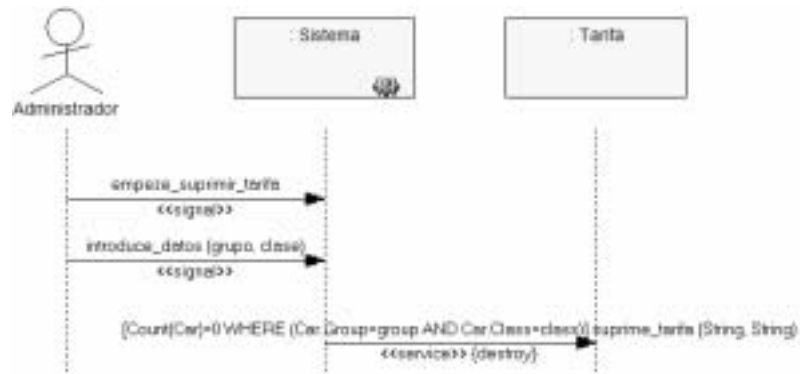 : Sistema
: Tarifa
Administrador
empeze_suprimir_tarifa
<<signal>>
introduce_datos (grupo, clase)
<<signal>>
{Count(Car)=0 WHERE (Car.Group=group AND Car.Class=class)} suprime_tarifa (String, String)
<<service>> {destroy}